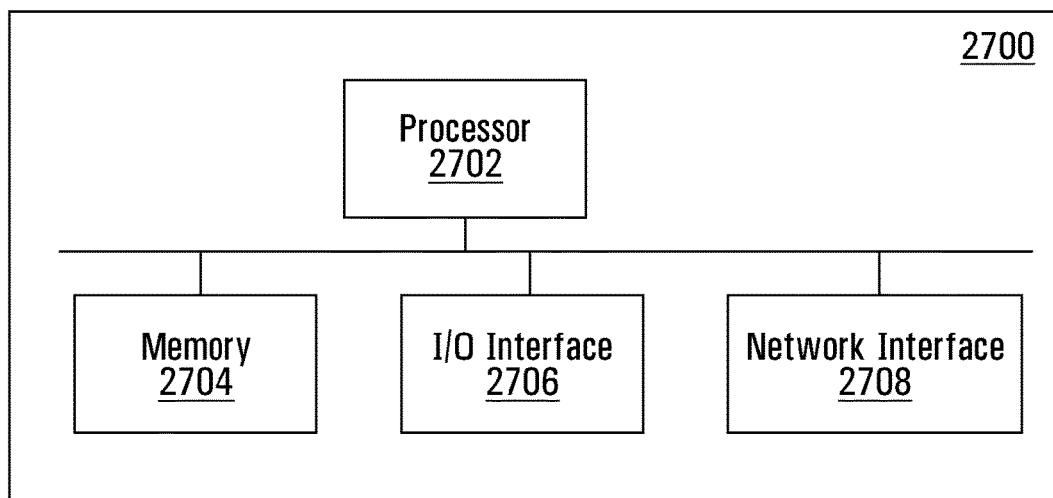 2700
Processor
2702
Memory
2704
I/O Interface
2706
Network Interface
2708